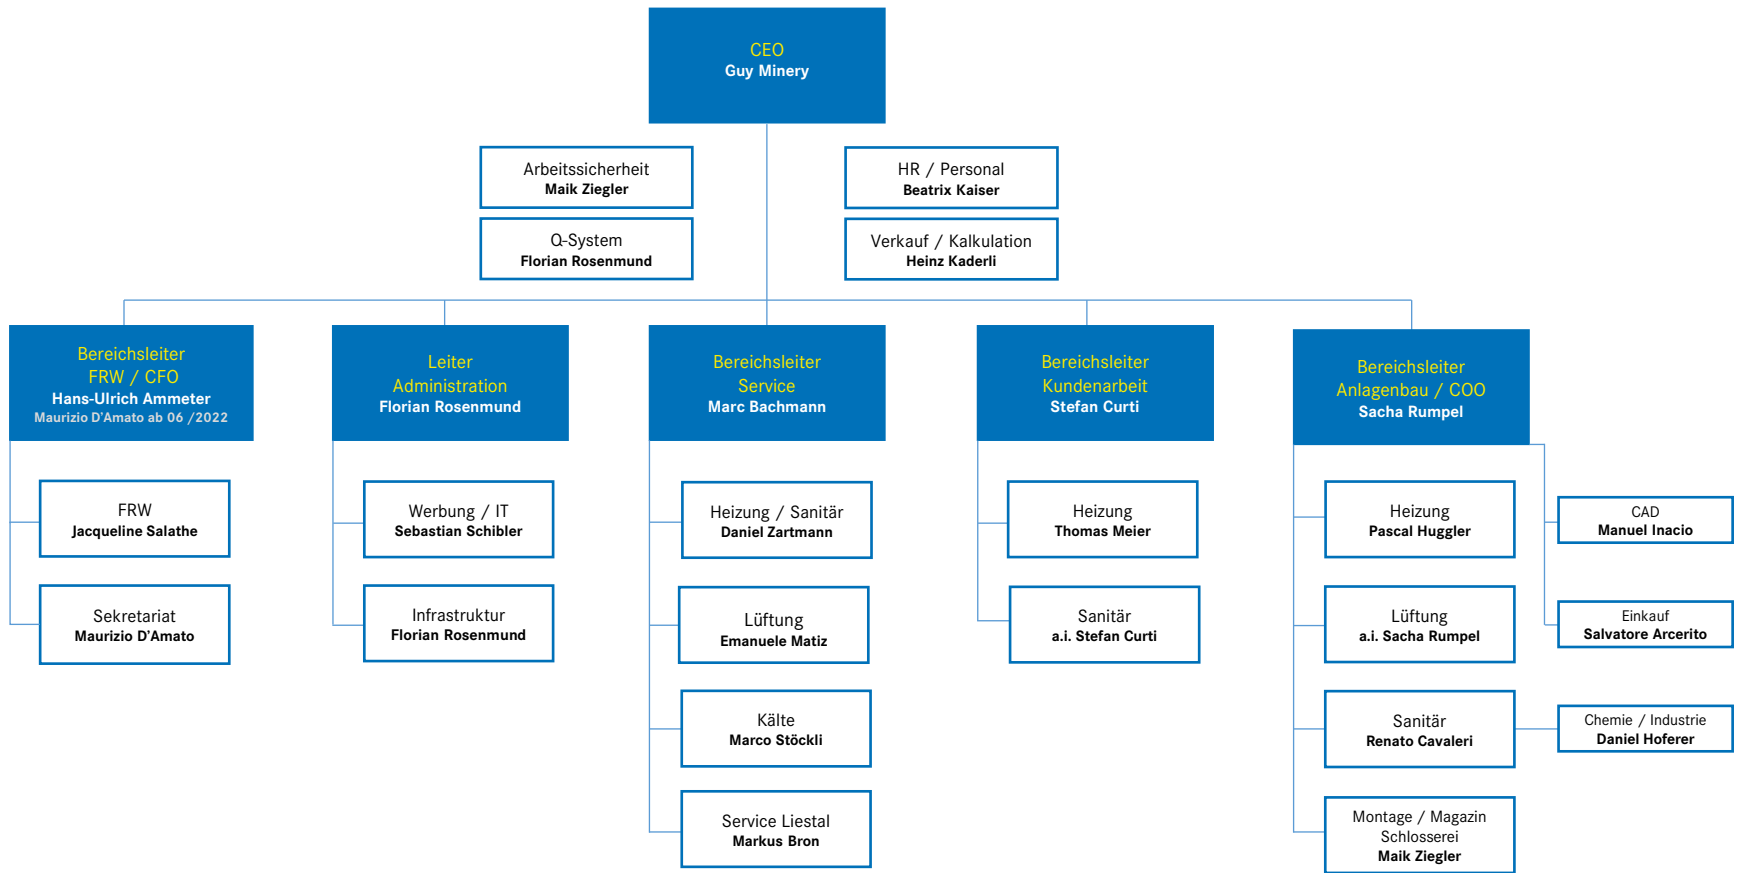 CEO
Guy Minery
Arbeitssicherheit
Maik Ziegler
HR / Personal
Beatrix Kaiser
Q-System
Florian Rosenmund
Verkauf / Kalkulation
Heinz Kaderli
Bereichsleiter
FRW / CFO
Hans-Ulrich Ammeter
Maurizio D'Amato ab 06 /2022
Leiter
Administration
Florian Rosenmund
Bereichsleiter
Service
Marc Bachmann
Bereichsleiter
Kundenarbeit
Stefan Curti
Bereichsleiter
Anlagenbau / COO
Sacha Rumpel
FRW
Jacqueline Salathe
Sekretariat
Maurizio D'Amato
Werbung / IT
Sebastian Schibler
Infrastruktur
Florian Rosenmund
Heizung / Sanitär
Daniel Zartmann
Lüftung
Emanuele Matiz
Kälte
Marco Stöckli
Service Liestal
Markus Bron
Heizung
Thomas Meier
Sanitär
a.i. Stefan Curti
Heizung
Pascal Huggler
Lüftung
a.i. Sacha Rumpel
Sanitär
Renato Cavaleri
Montage / Magazin
Schlosserei
Maik Ziegler
CAD
Manuel Inacio
Einkauf
Salvatore Arcerito
Chemie / Industrie
Daniel Hoferer